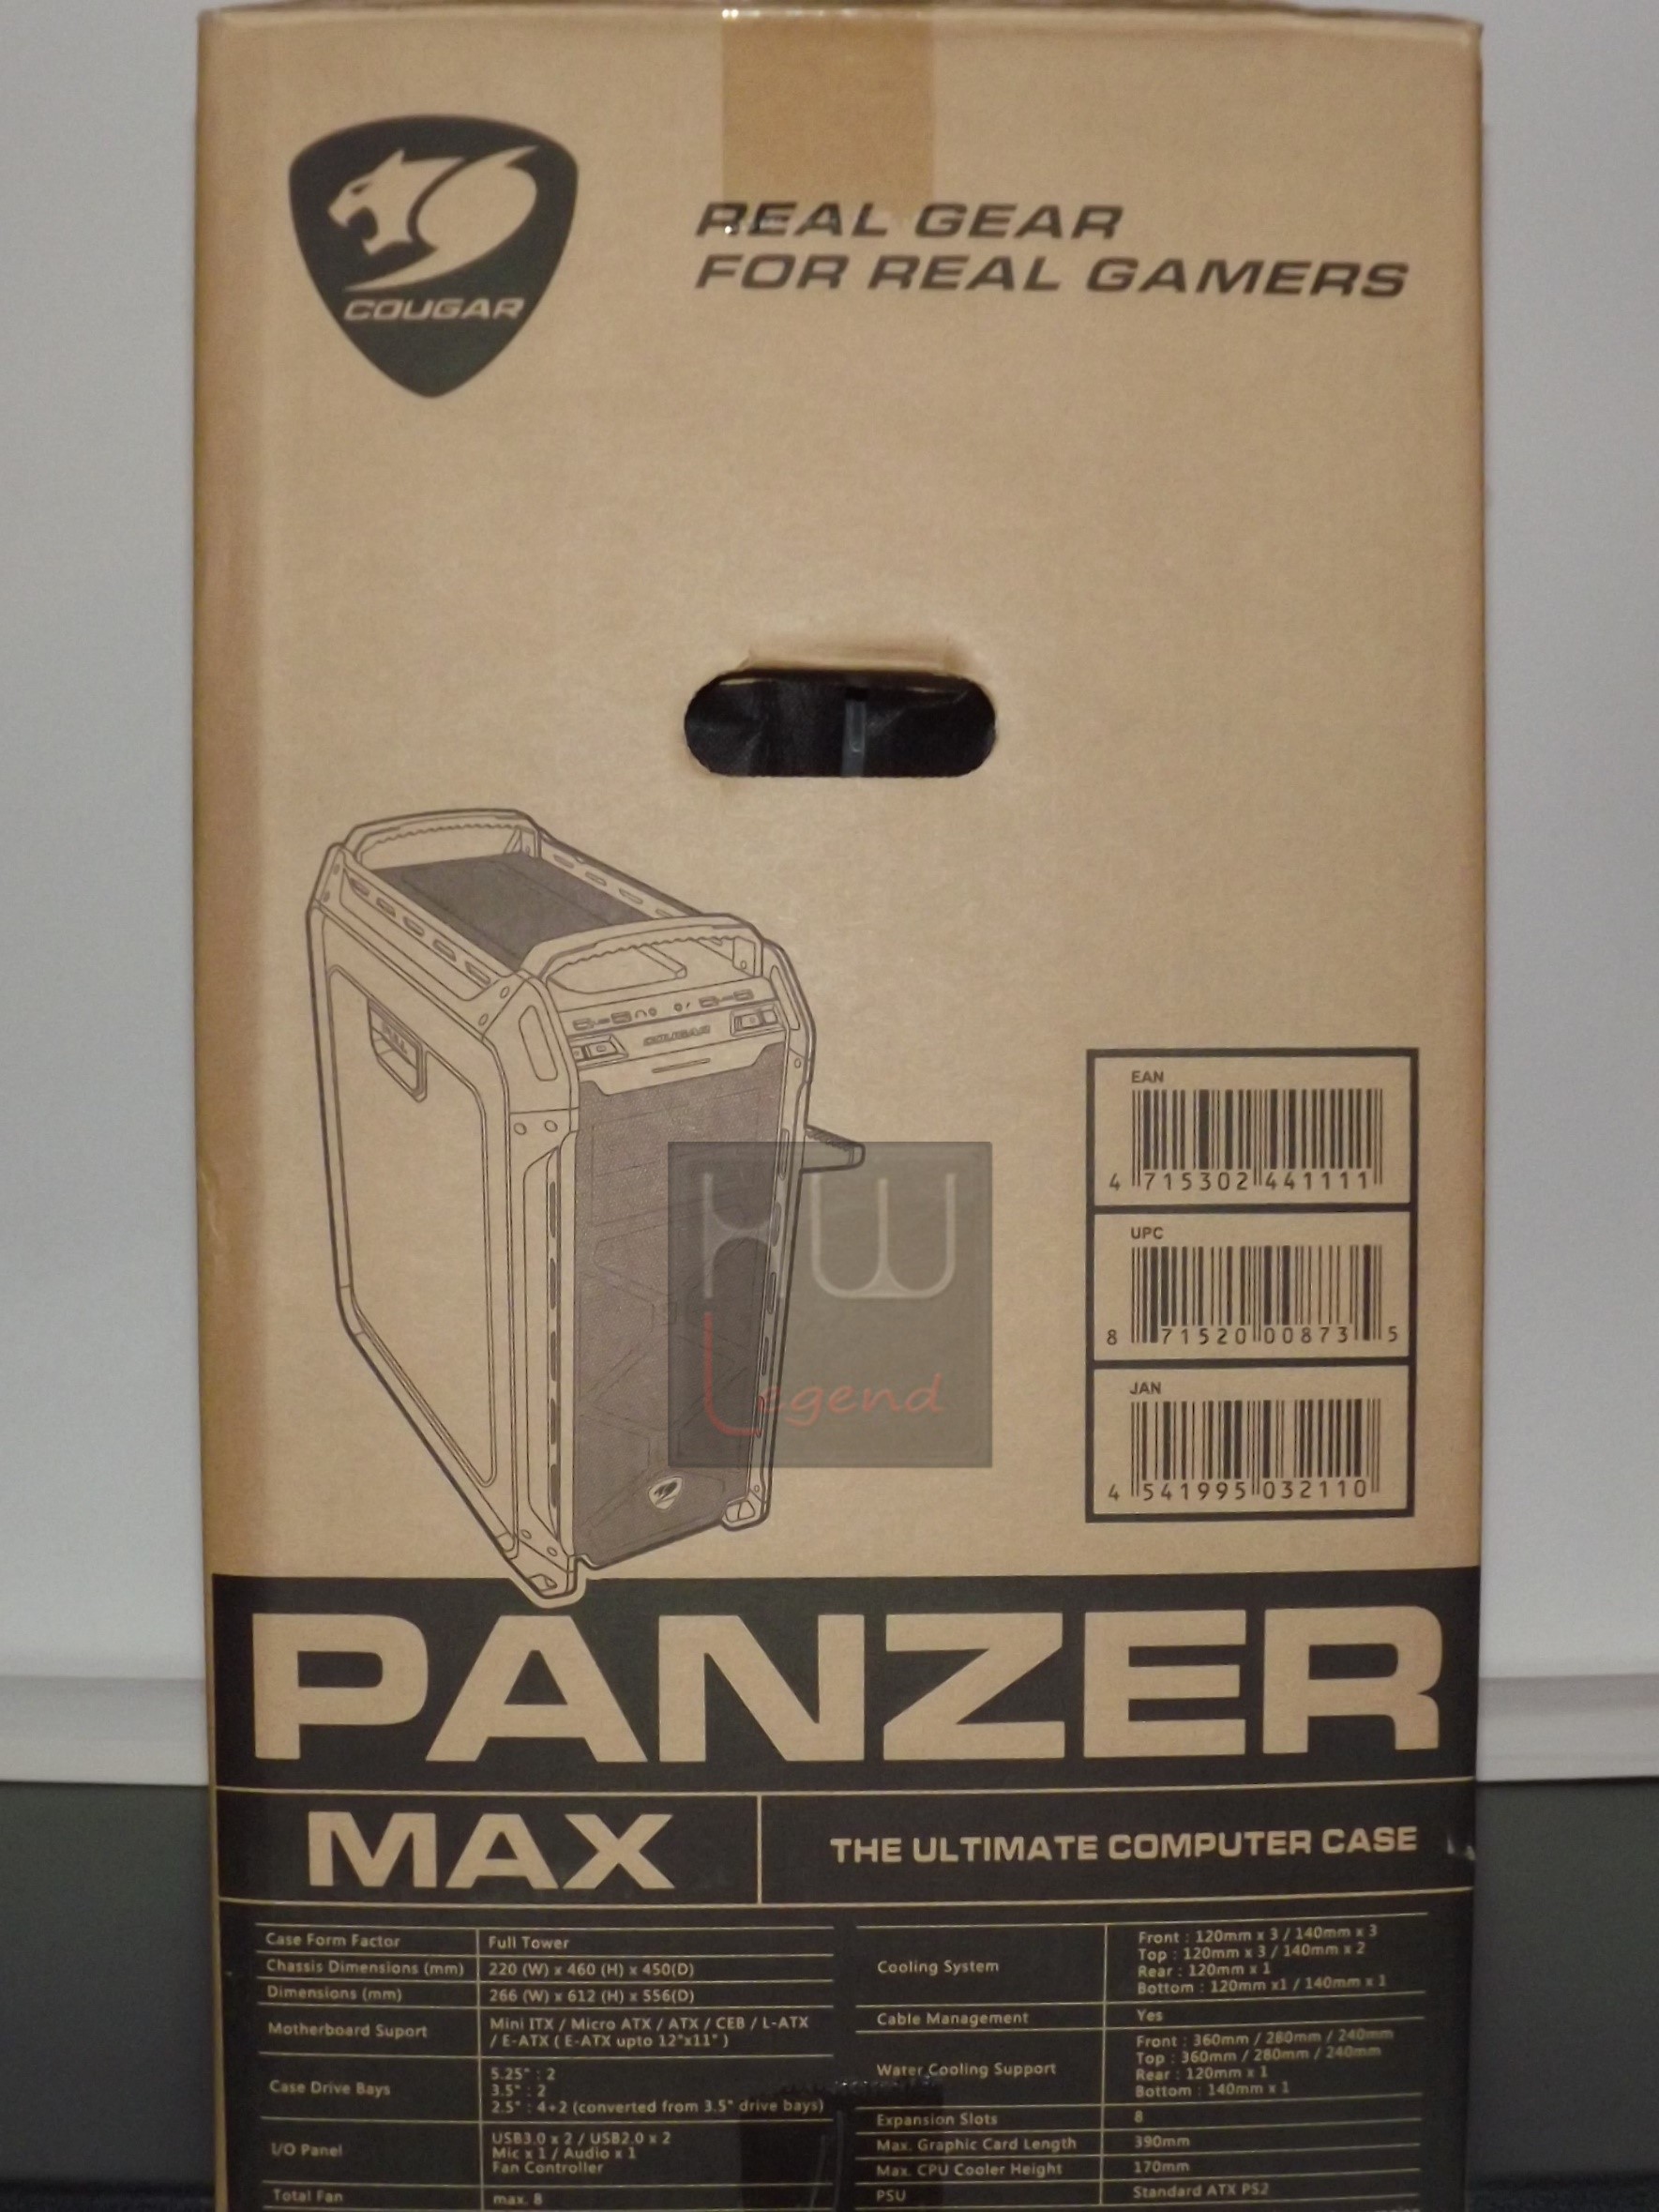 COUGAR
REAL GEAR
FOR REAL GAMERS
COUGAR
EAN
4 715302 441111
UPC
8 71520 00873 5
JAN
4 541995 032110
HW
Legend
PANZER
MAX
THE ULTIMATE COMPUTER CASE
Case Form Factor Full Tower
Chassis Dimensions (mm) 220 (W) x 460 (H) x 450(D)
Dimensions (mm) 266 (W) x 612 (H) x 556(D)
Motherboard Suport Mini ITX / Micro ATX / ATX / CEB / L-ATX
/ E-ATX ( E-ATX upto 12"x11" )
Case Drive Bays 5.25" : 2
3.5" : 2
2.5" : 4+2 (converted from 3.5" drive bays)
I/O Panel USB3.0 x 2 / USB2.0 x 2
Mic x 1 / Audio x 1
Fan Controller
Total Fan max. 8
Cooling System Front : 120mm x 3 / 140mm x 3
Top : 120mm x 3 / 140mm x 2
Rear : 120mm x 1
Bottom : 120mm x1 / 140mm x 1
Cable Management Yes
Water Cooling Support Front : 360mm / 280mm / 240mm
Top : 360mm / 280mm / 240mm
Rear : 120mm x 1
Bottom : 140mm x 1
Expansion Slots 8
Max. Graphic Card Length 390mm
Max. CPU Cooler Height 170mm
PSU Standard ATX PS2